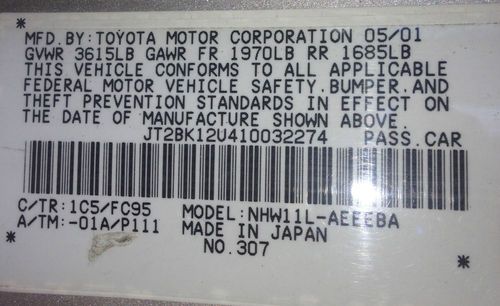 MFD.BY:TOYOTA MOTOR CORPORATION 05/01
GVWR 3615LB GAWR FR 1970LB RR 1685LB
THIS VEHICLE CONFORMS TO ALL APPLICABLE
FEDERAL MOTOR VEHICLE SAFETY.BUMPER.AND
THEFT PREVENTION STANDARDS IN EFFECT ON
THE DATE OF MANUFACTURE SHOWN ABOVE.
JT2BK12U410032274 PASS.CAR
C/TR:1C5/FC95 MODEL:NHW11L-AEEEBA
A/TM:-01A/P111 MADE IN JAPAN
NO.307